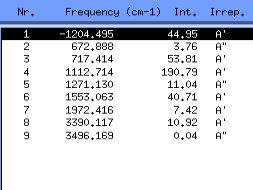 Nr. Frequency (cm-1) Int. Irrep.
1 -1204.495 44.95 A'
2 672.888 3.76 A"
3 717.414 53.81 A'
4 1112.714 190.79 A'
5 1271.130 11.04 A"
6 1553.063 40.71 A'
7 1972.416 7.42 A'
8 3390.117 10.92 A'
9 3496.169 0.04 A"